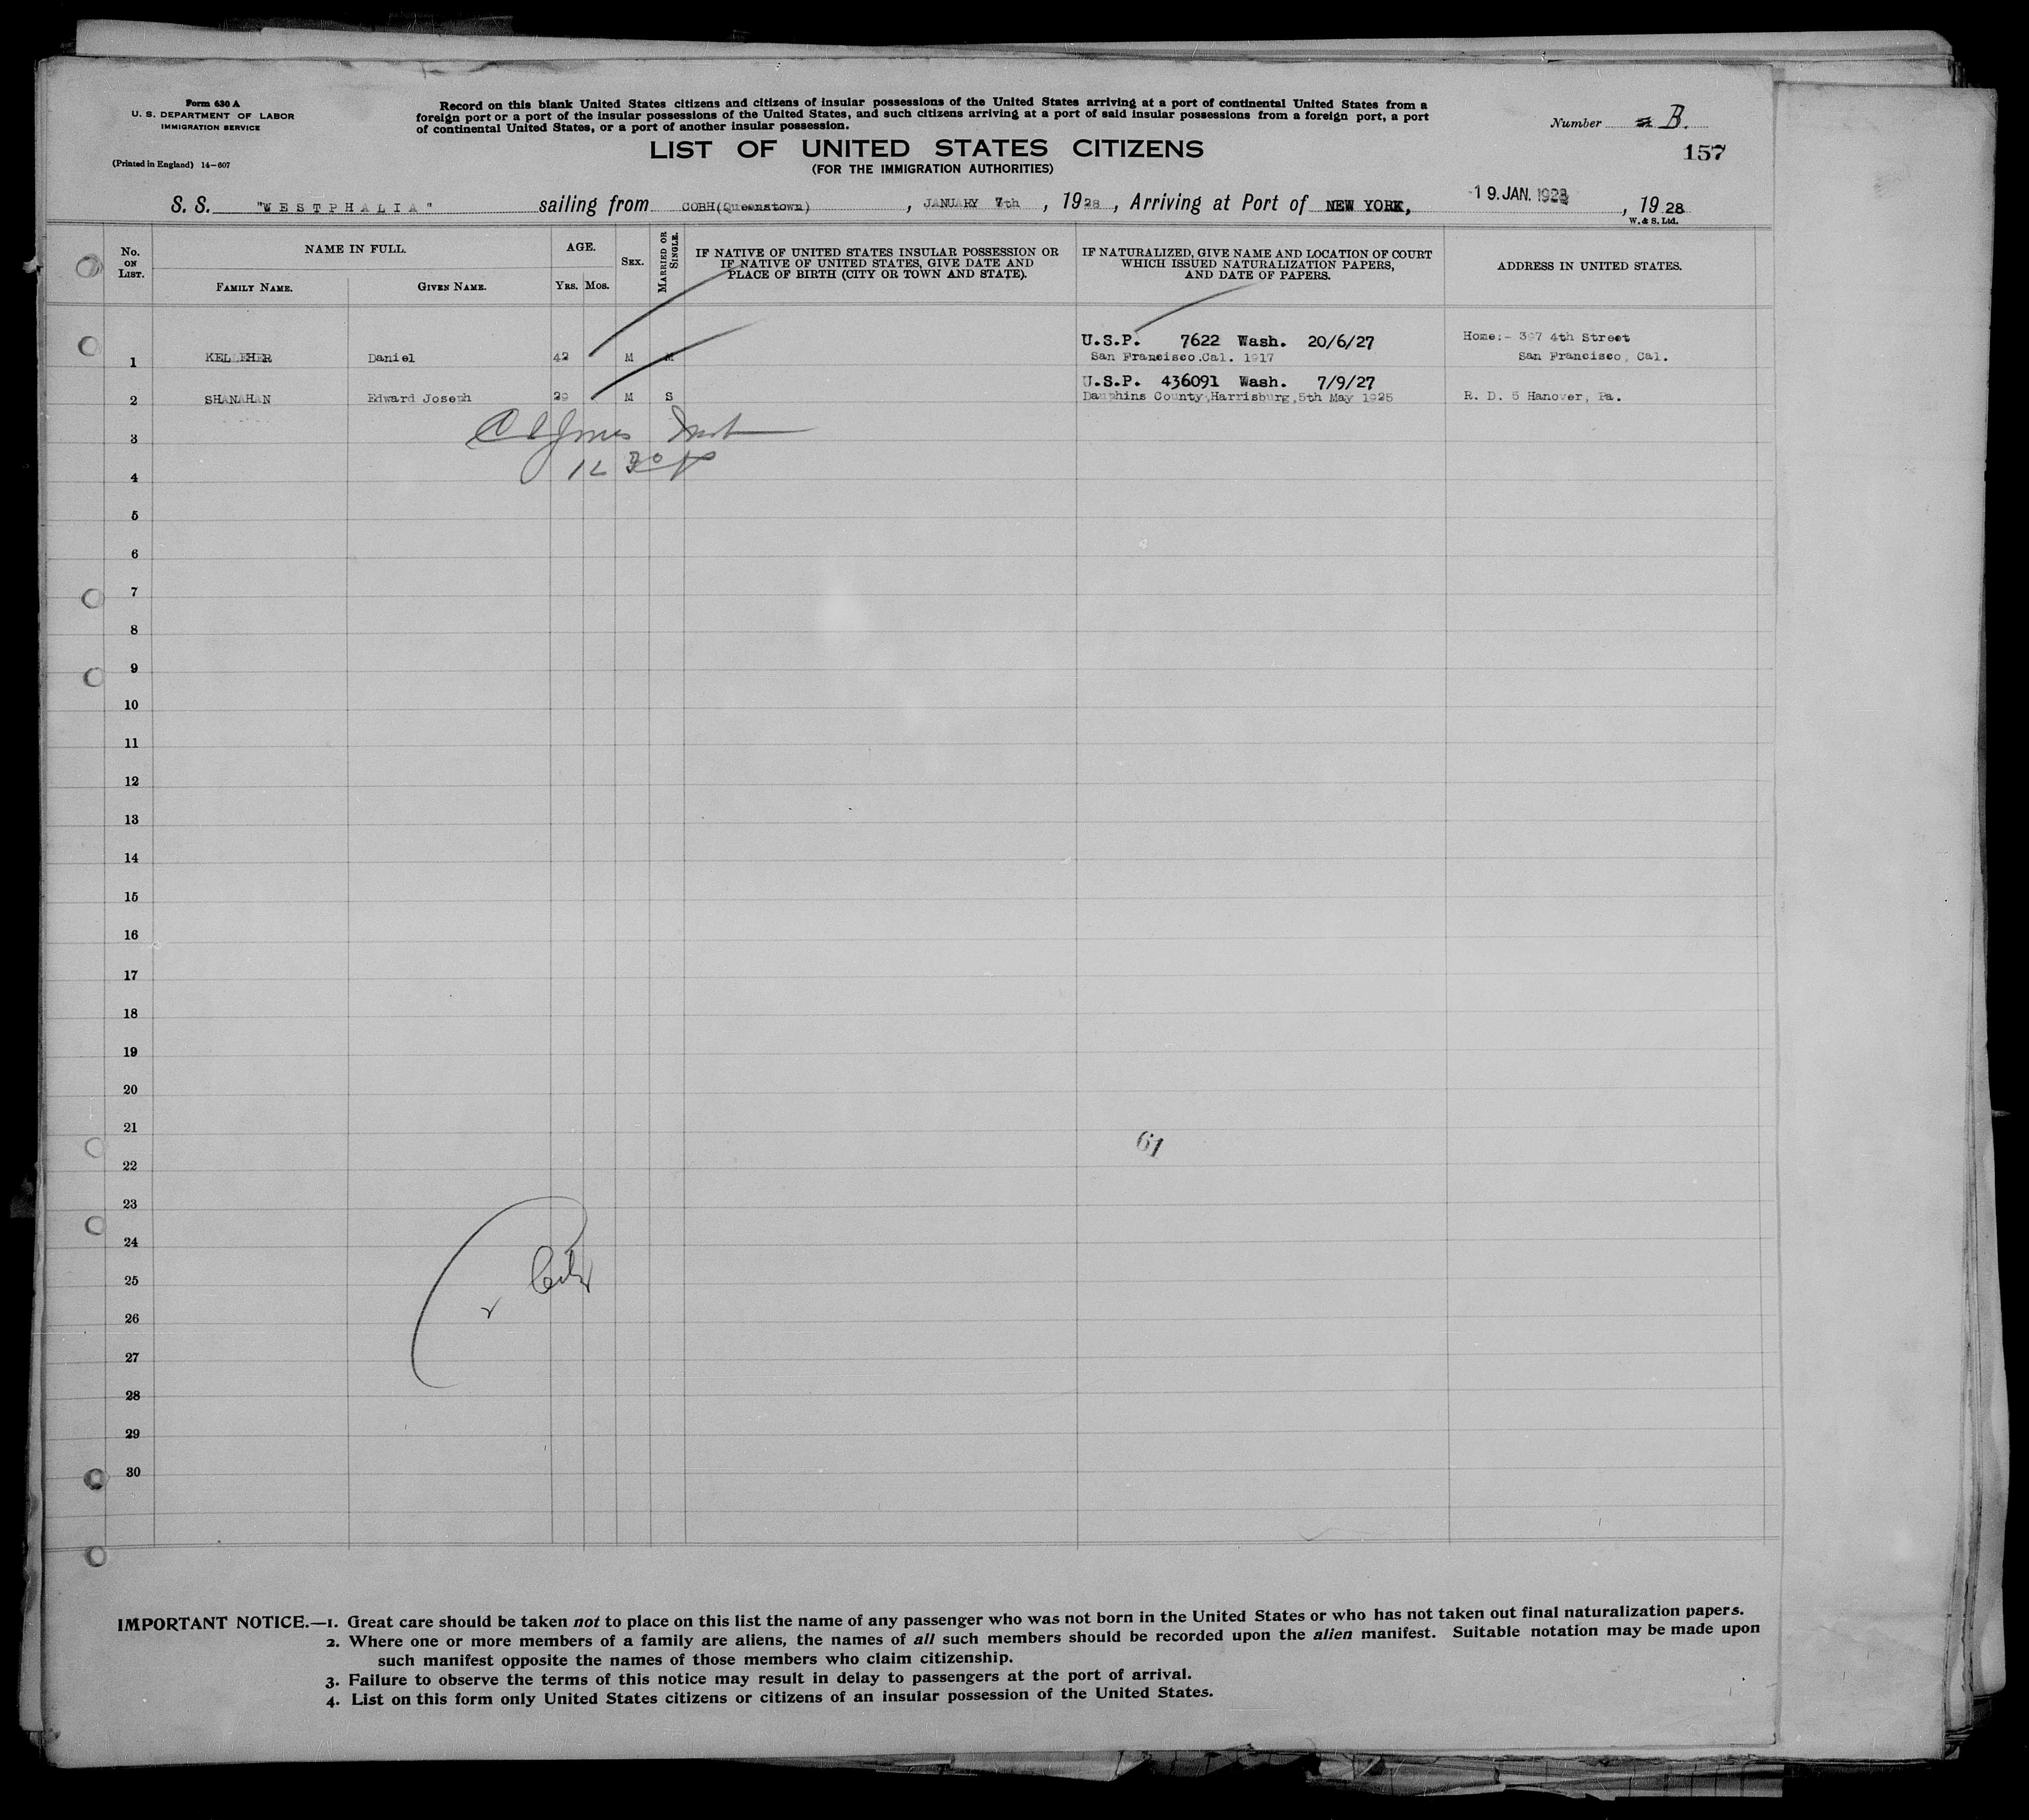 Form 630 A
U. S. DEPARTMENT OF LABOR
IMMIGRATION SERVICE
(Printed in England) 14—607
Record on this blank United States citizens and citizens of insular possessions of the United States arriving at a port of continental United States from a
foreign port or a port of the insular possessions of the United States, and such citizens arriving at a port of said insular possessions from a foreign port, a port
of continental United States, or a port of another insular possession.
Number B.
LIST OF UNITED STATES CITIZENS
157
(FOR THE IMMIGRATION AUTHORITIES)
S. S. "WESTPHALIA" sailing from COBH(Queenstown), JANUARY 7th, 1928, Arriving at Port of NEW YORK, 19.JAN.1928, 1928
W. & S. Ltd.
No. ON LIST.
NAME IN FULL.
FAMILY NAME.
GIVEN NAME.
AGE.
YRS. MOS.
SEX.
MARRIED OR SINGLE.
IF NATIVE OF UNITED STATES INSULAR POSSESSION OR
IF NATIVE OF UNITED STATES, GIVE DATE AND
PLACE OF BIRTH (CITY OR TOWN AND STATE).
IF NATURALIZED, GIVE NAME AND LOCATION OF COURT
WHICH ISSUED NATURALIZATION PAPERS,
AND DATE OF PAPERS.
ADDRESS IN UNITED STATES.
U.S.P. 7622 Wash. 20/6/27 Home:- 397 4th Street
1 KELLEHER Daniel 42 M M San Francisco.Cal. 1917 San Francisco, Cal.
U.S.P. 436091 Wash. 7/9/27
2 SHANAHAN Edward Joseph 29 M S Dauphins County,Harrisburg,5th May 1925 R. D. 5 Hanover, Pa.
3
4 12 30 p
5
6
7
8
9
10
11
12
13
14
15
16
17
18
19
20
21
61
22
23
24
25
26
27
28
29
30
IMPORTANT NOTICE.—1. Great care should be taken not to place on this list the name of any passenger who was not born in the United States or who has not taken out final naturalization papers.
2. Where one or more members of a family are aliens, the names of all such members should be recorded upon the alien manifest. Suitable notation may be made upon
such manifest opposite the names of those members who claim citizenship.
3. Failure to observe the terms of this notice may result in delay to passengers at the port of arrival.
4. List on this form only United States citizens or citizens of an insular possession of the United States.